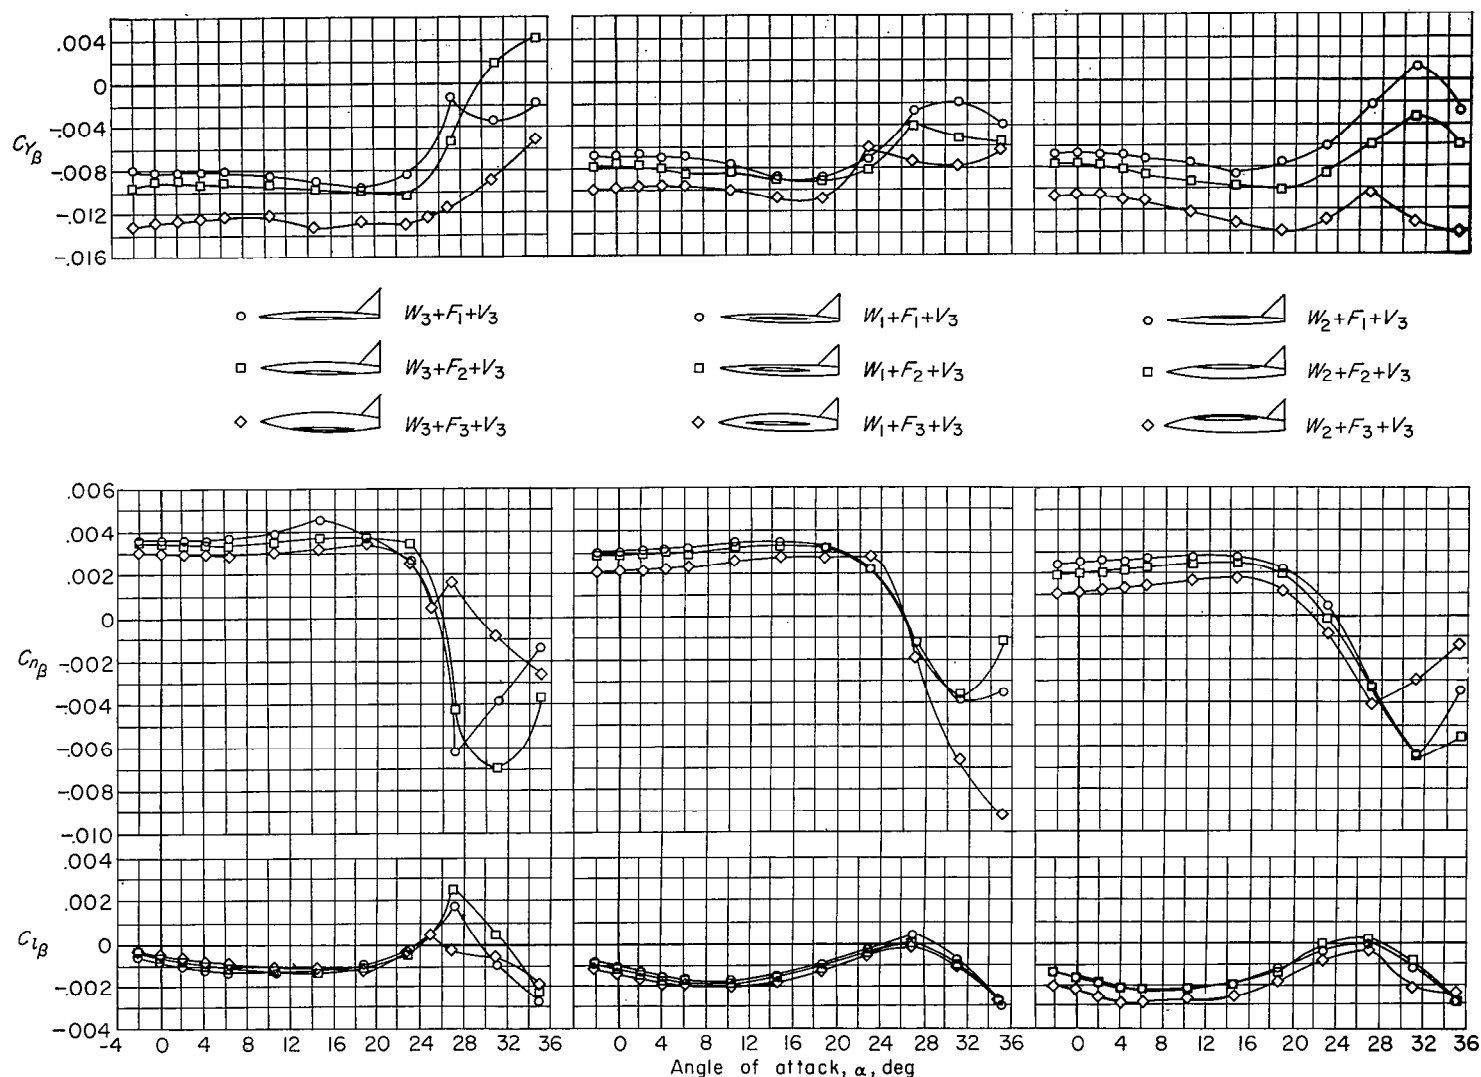 .004
0
-.004
-.008
-.012
-.016
CYβ
W3+F1+V3
W3+F2+V3
W3+F3+V3
W1+F1+V3
W1+F2+V3
W1+F3+V3
W2+F1+V3
W2+F2+V3
W2+F3+V3
.006
.004
.002
0
-.002
-.004
-.006
-.008
-.010
Cnβ
.004
.002
0
-.002
-.004
Clβ
-4 0 4 8 12 16 20 24 28 32 36
0 4 8 12 16 20 24 28 32 36
0 4 8 12 16 20 24 28 32 36
Angle of attack, α, deg